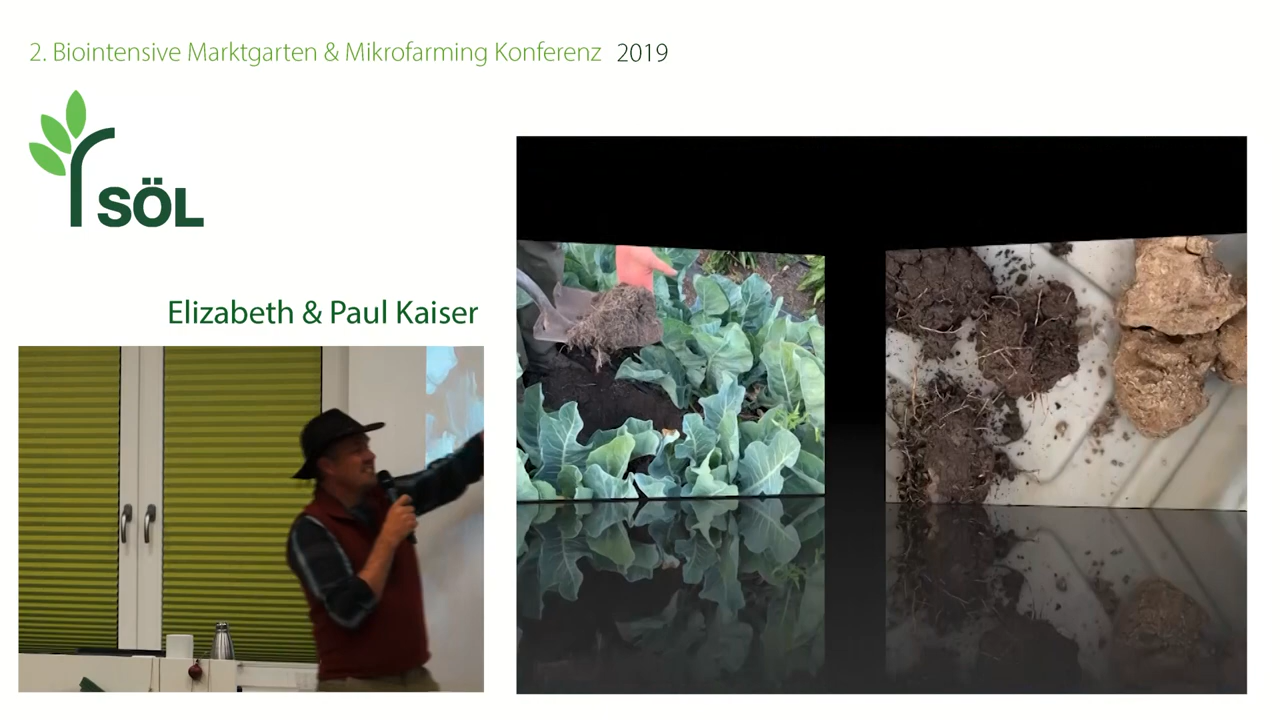 2. Biointensive Marktgarten & Mikrofarming Konferenz 2019
SÖL
Elizabeth & Paul Kaiser